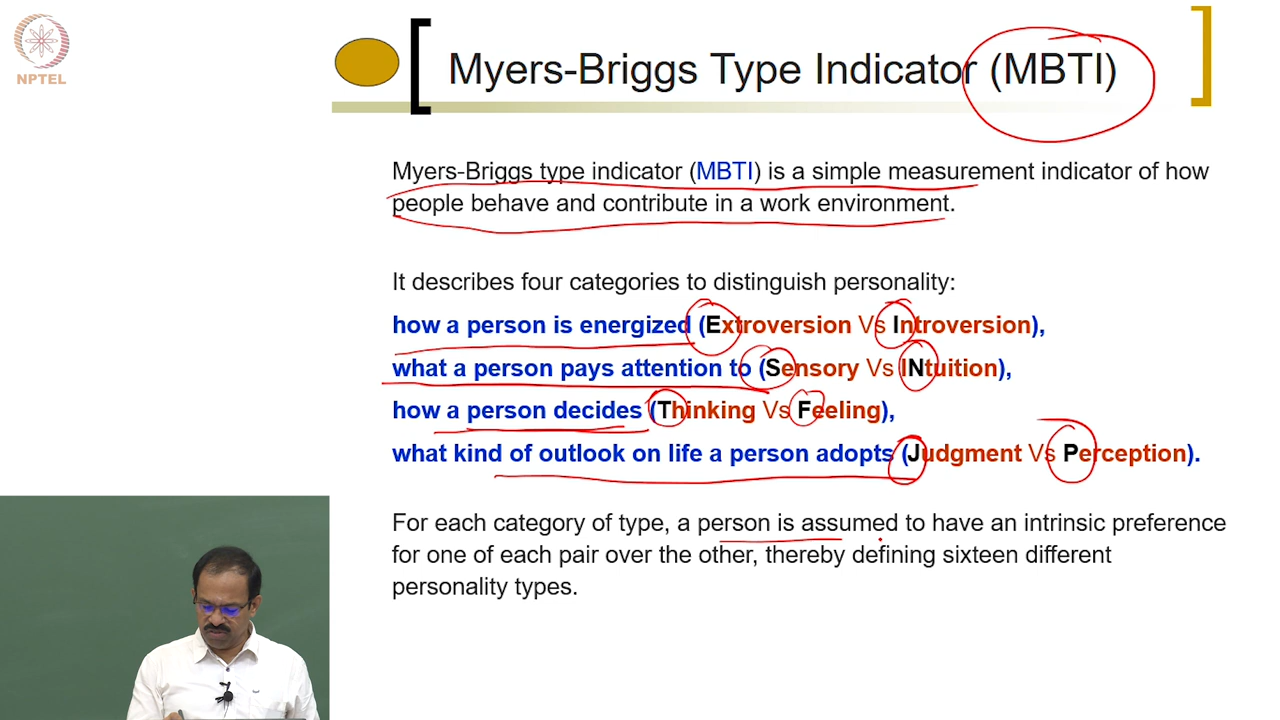 NPTEL
Myers-Briggs Type Indicator (MBTI)
Myers-Briggs type indicator (MBTI) is a simple measurement indicator of how
people behave and contribute in a work environment.
It describes four categories to distinguish personality:
how a person is energized (Extroversion Vs Introversion),
what a person pays attention to (Sensory Vs INtuition),
how a person decides (Thinking Vs Feeling),
what kind of outlook on life a person adopts (Judgment Vs Perception).
For each category of type, a person is assumed to have an intrinsic preference
for one of each pair over the other, thereby defining sixteen different
personality types.